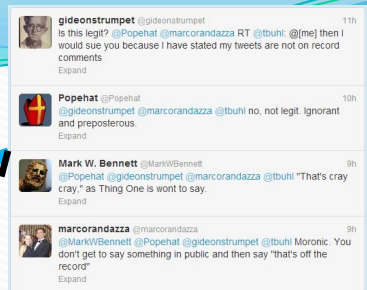 gideonstrumpet @gideonstrumpet 11h
Is this legit? @Popehat @marcorandazza RT @tbuhl: @[me] then I
would sue you because I have stated my tweets are not on record
comments
Expand
Popehat @Popehat 10h
@gideonstrumpet @marcorandazza @tbuhl no, not legit. Ignorant
and preposterous.
Expand
Mark W. Bennett @MarkWBennett 9h
@Popehat @gideonstrumpet @marcorandazza @tbuhl "That's cray
cray," as Thing One is wont to say.
Expand
marcorandazza @marcorandazza 9h
@MarkWBennett @Popehat @gideonstrumpet @tbuhl Moronic. You
don't get to say something in public and then say "that's off the
record"
Expand